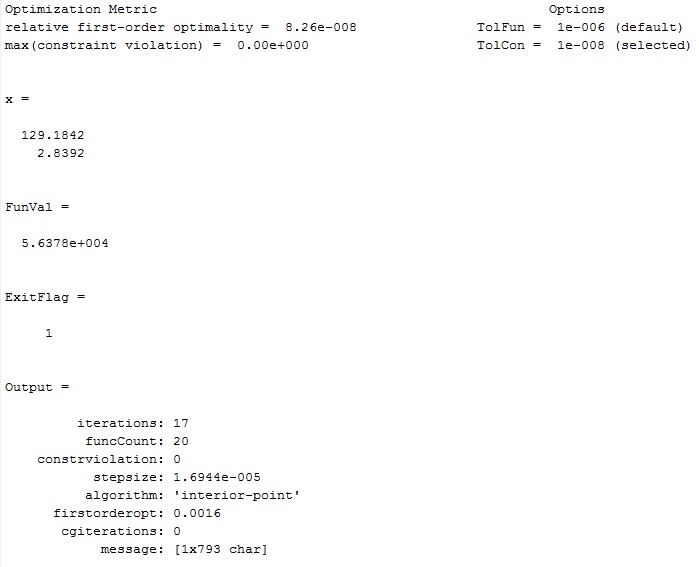 Optimization Metric Options
relative first-order optimality = 8.26e-008 TolFun = 1e-006 (default)
max(constraint violation) = 0.00e+000 TolCon = 1e-008 (selected)
x =
129.1842
2.8392
FunVal =
5.6378e+004
ExitFlag =
1
Output =
iterations: 17
funcCount: 20
constrviolation: 0
stepsize: 1.6944e-005
algorithm: 'interior-point'
firstorderopt: 0.0016
cgiterations: 0
message: [1x793 char]